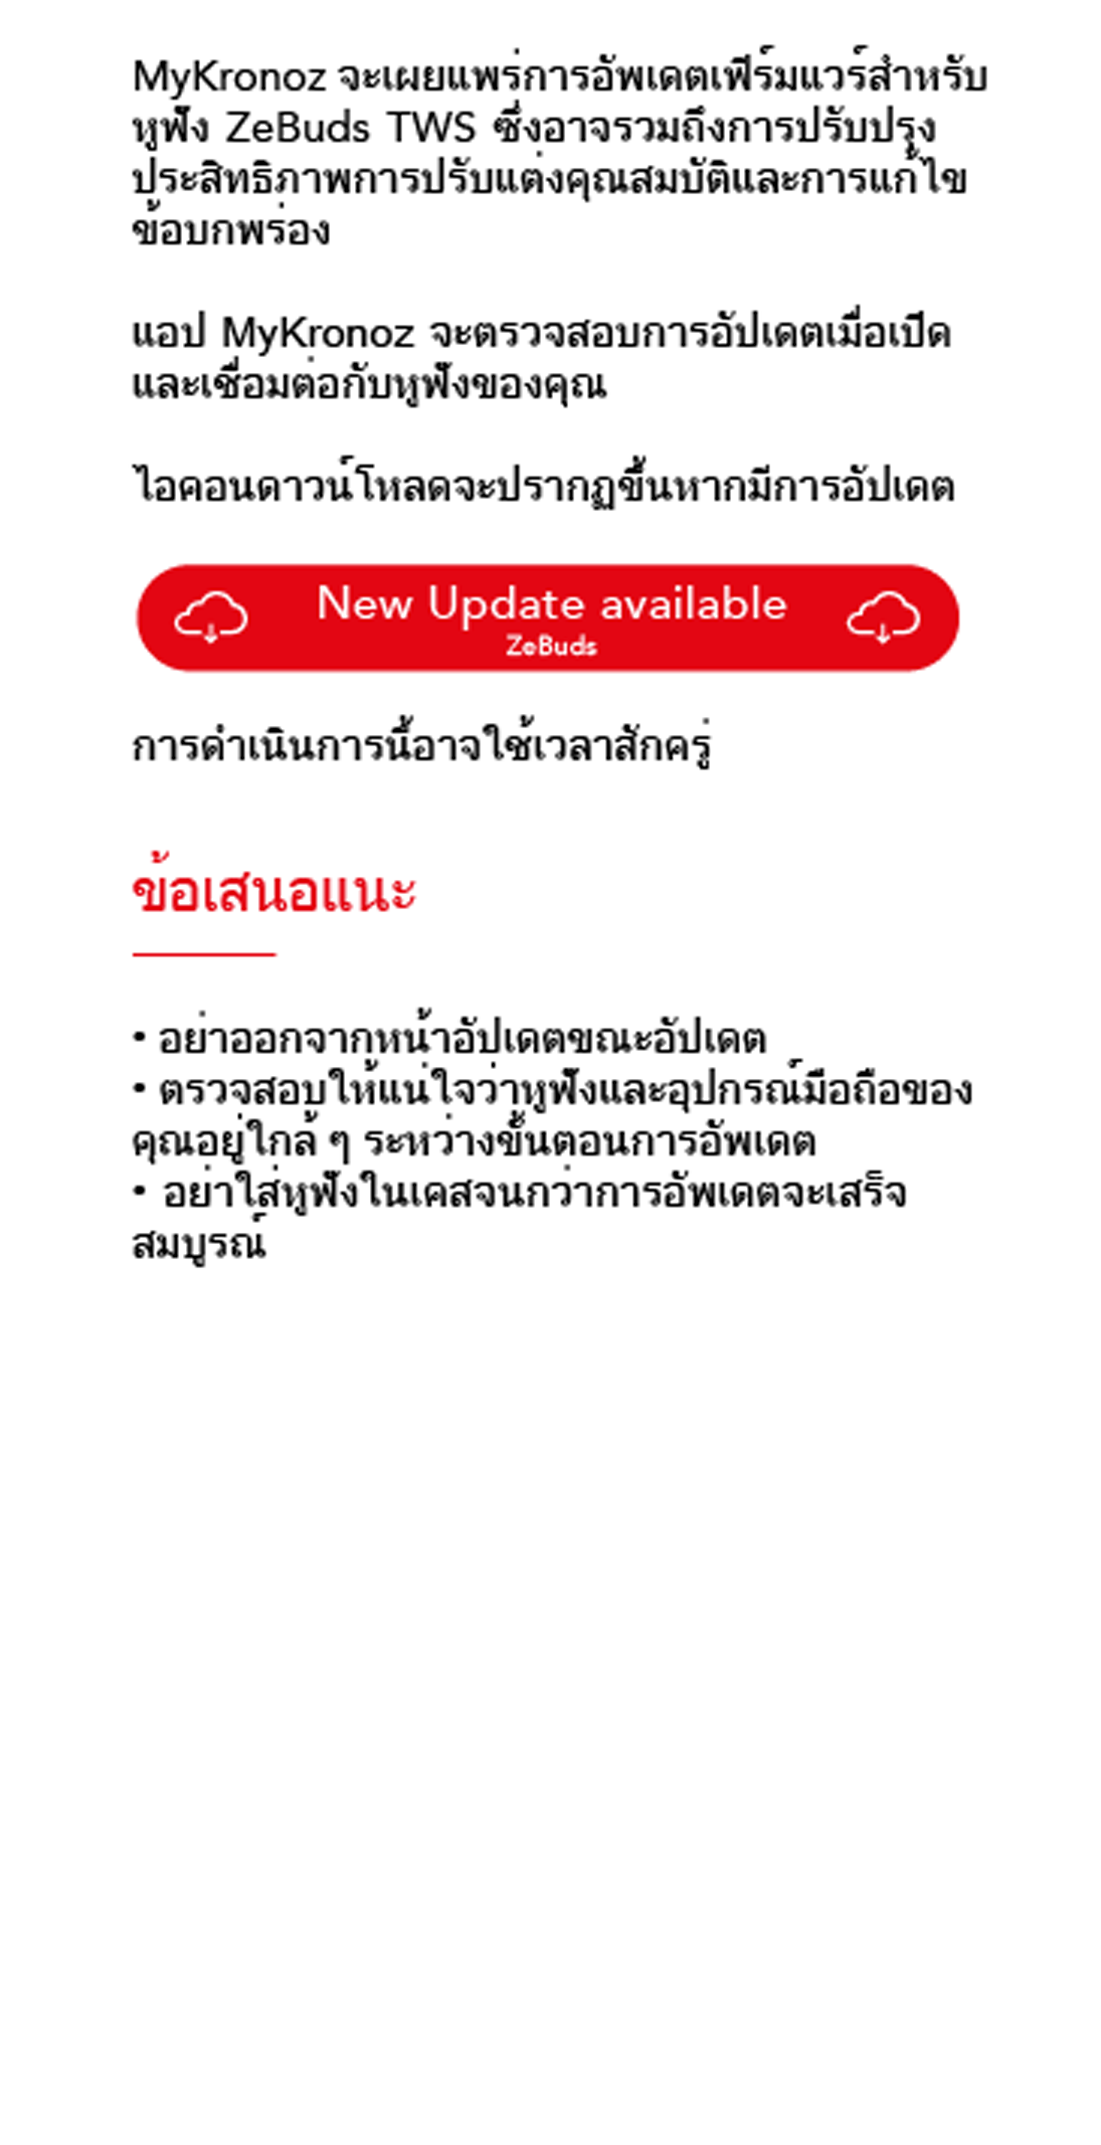 MyKronoz จะเผยแพร่การอัพเดตเฟิร์มแวร์สำหรับ
หูฟัง ZeBuds TWS ซึ่งอาจรวมถึงการปรับปรุง
ประสิทธิภาพการปรับแต่งคุณสมบัติและการแก้ไข
ข้อบกพร่อง
แอป MyKronoz จะตรวจสอบการอัปเดตเมื่อเปิด
และเชื่อมต่อกับหูฟังของคุณ
ไอคอนดาวน์โหลดจะปรากฏขึ้นหากมีการอัปเดต
New Update available
ZeBuds
การดำเนินการนี้อาจใช้เวลาสักครู่
ข้อเสนอแนะ
• อย่าออกจากหน้าอัปเดตขณะอัปเดต
• ตรวจสอบให้แน่ใจว่าหูฟังและอุปกรณ์มือถือของ
คุณอยู่ใกล้ ๆ ระหว่างขั้นตอนการอัพเดต
• อย่าใส่หูฟังในเคสจนกว่าการอัพเดตจะเสร็จ
สมบูรณ์